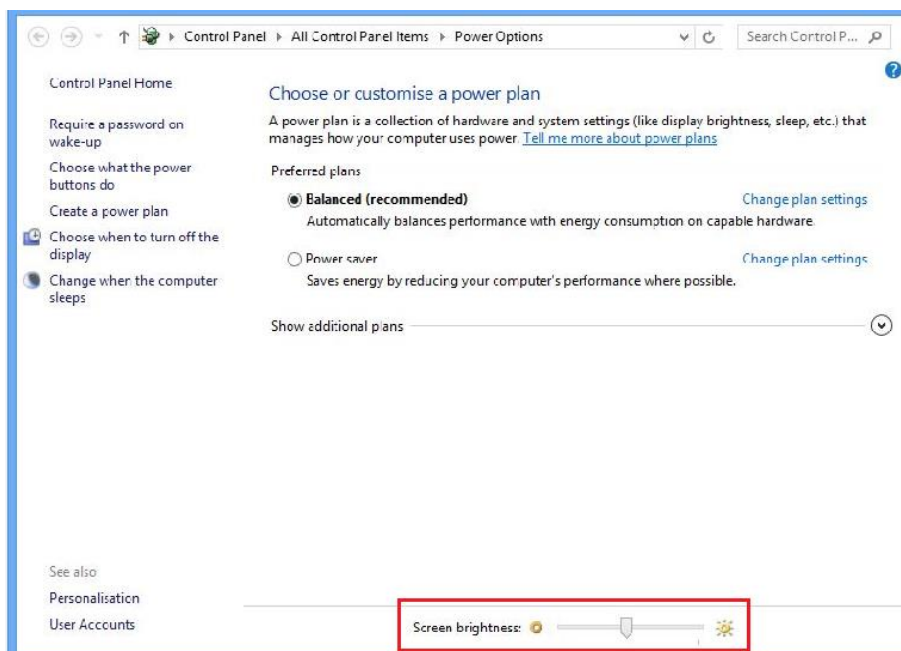 Control Panel All Control Panel Items Power Options Search Control P...
Control Panel Home
Require a password on
wake-up
Choose what the power
buttons do
Create a power plan
Choose when to turn off the
display
Change when the computer
sleeps
Choose or customise a power plan
A power plan is a collection of hardware and system settings (like display brightness, sleep, etc.) that
manages how your computer uses power. Tell me more about power plans
Preferred plans
Balanced (recommended) Change plan settings
Automatically balances performance with energy consumption on capable hardware.
Power saver Change plan settings
Saves energy by reducing your computer's performance where possible.
Show additional plans
See also
Personalisation
User Accounts
Screen brightness: